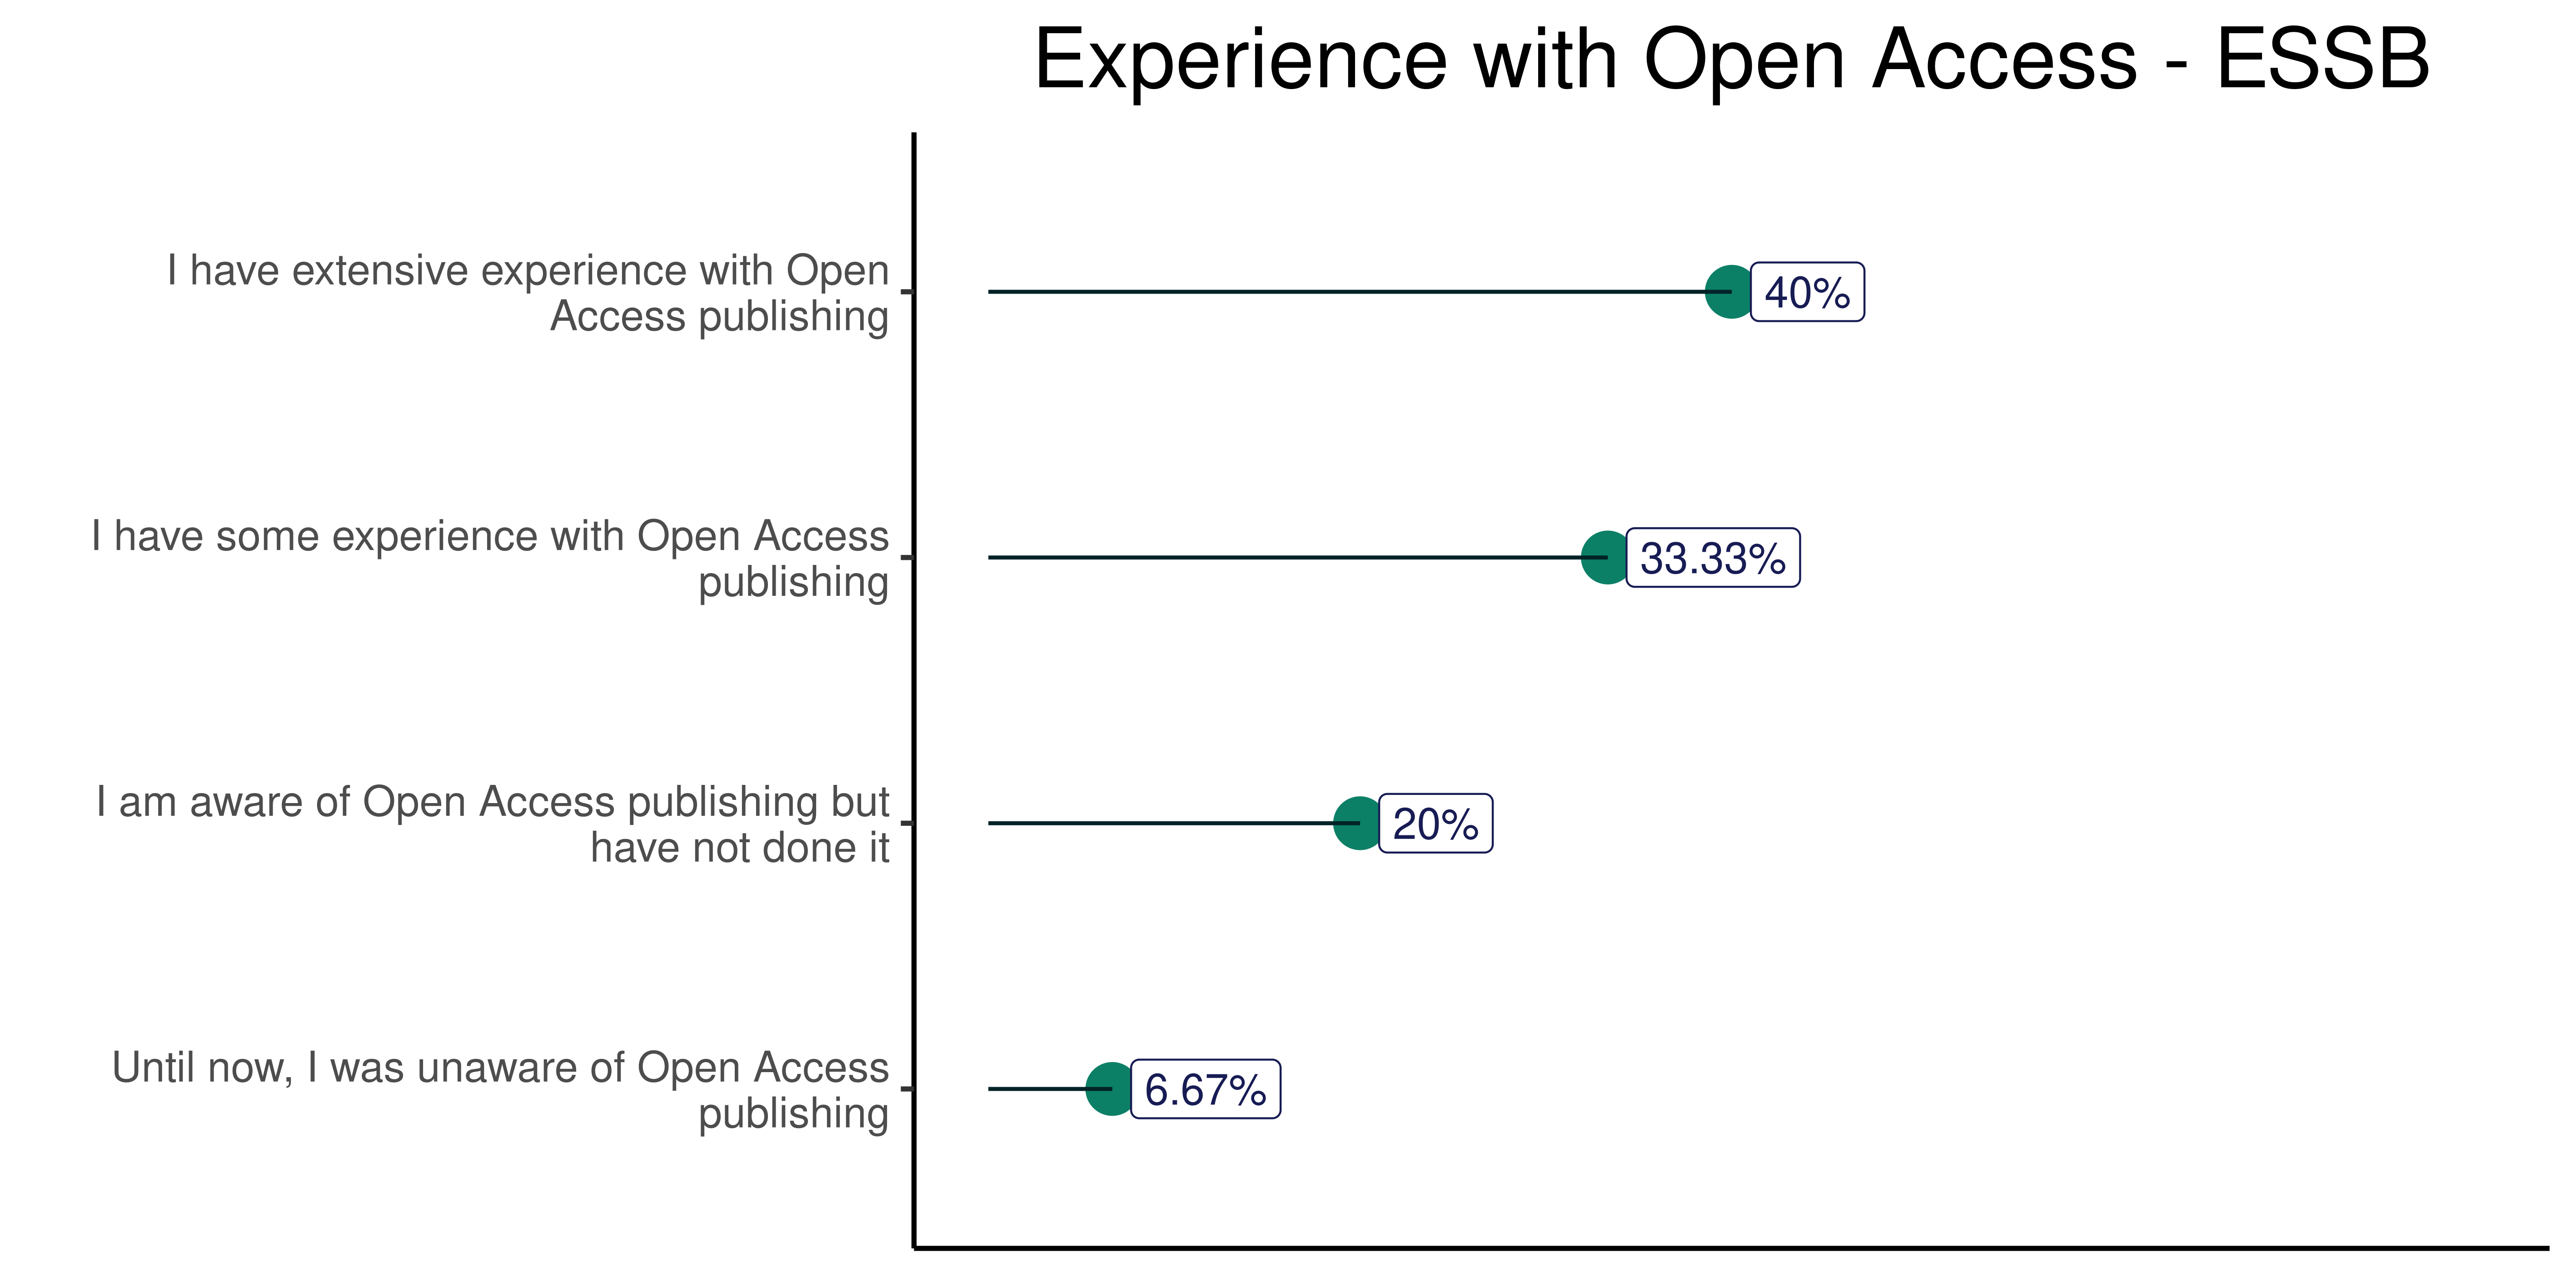 Experience with Open Access - ESSB
I have extensive experience with Open
Access publishing
40%
I have some experience with Open Access
publishing
33.33%
I am aware of Open Access publishing but
have not done it
20%
Until now, I was unaware of Open Access
publishing
6.67%